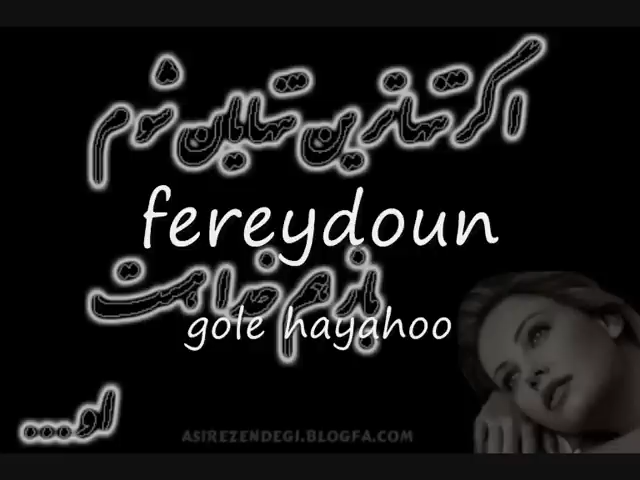 اگر تنهاترین تنهایان شوم
fereydoun
باز هم خدا هست
gole hayahoo
او...
ASIREZENDEGI.BLOGFA.COM